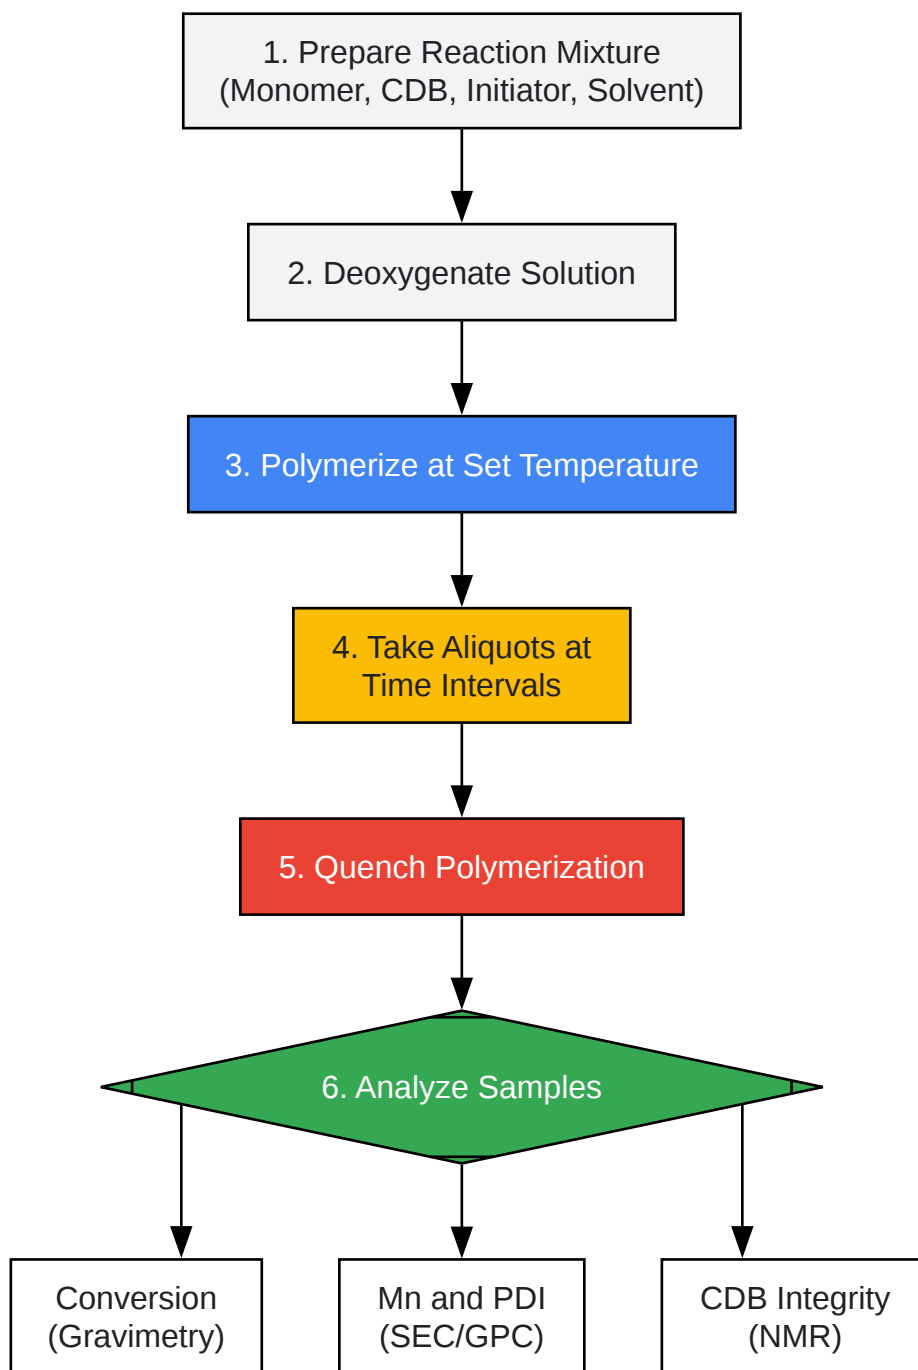 1. Prepare Reaction Mixture
(Monomer, CDB, Initiator, Solvent)
2. Deoxygenate Solution
3. Polymerize at Set Temperature
4. Take Aliquots at
Time Intervals
5. Quench Polymerization
6. Analyze Samples
Conversion
(Gravimetry)
Mn and PDI
(SEC/GPC)
CDB Integrity
(NMR)